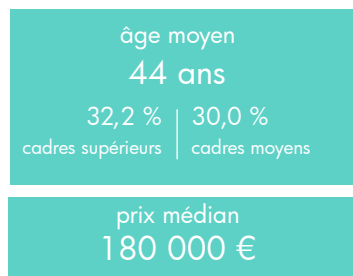 âge moyen
44 ans
32,2 % | 30,0 %
cadres supérieurs | cadres moyens
prix médian
180 000 €